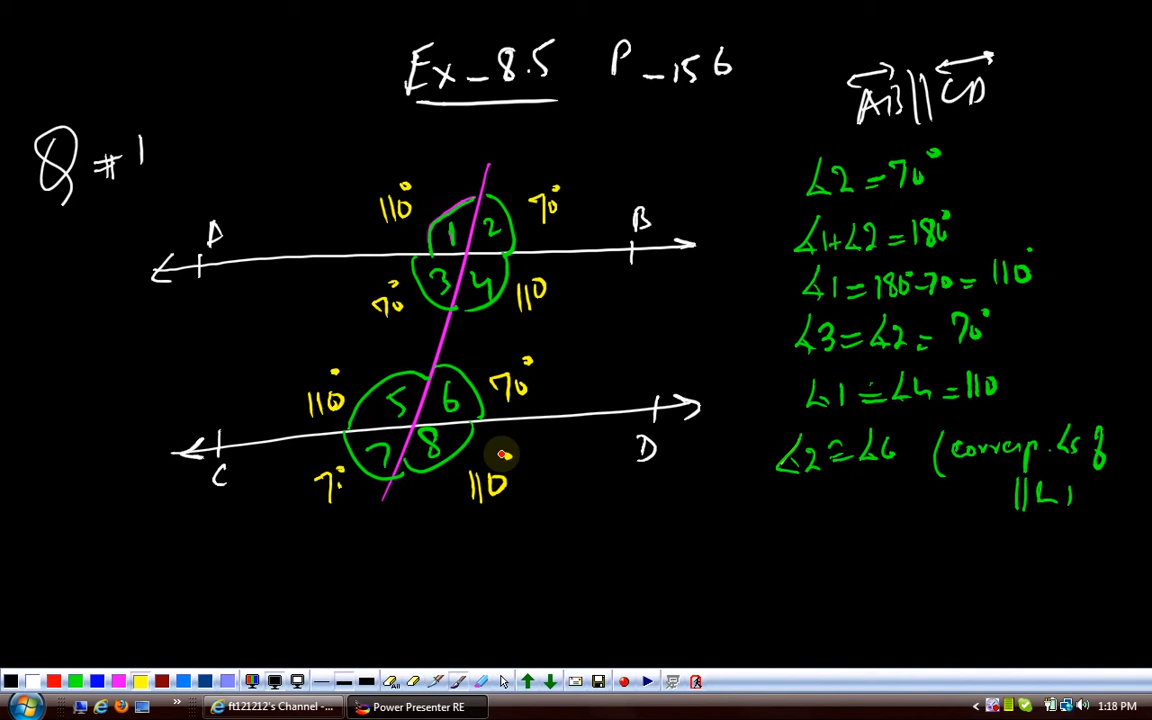 Ex - 8.5 P - 156
Q # 1
AB || CD
110° 1 2 70°
A B
3 4
70° 110
110° 5 6 70°
7 8
C D
7° 110
∠2 = 70°
∠1+∠2 = 180°
∠1 = 180°-70 = 110°
∠3 = ∠2 = 70°
∠1 ≅ ∠4 = 110
∠2 ≅ ∠6 (corresp. ∠s of
|| L
ft121212's Channel - ...
Power Presenter RE
1:18 PM